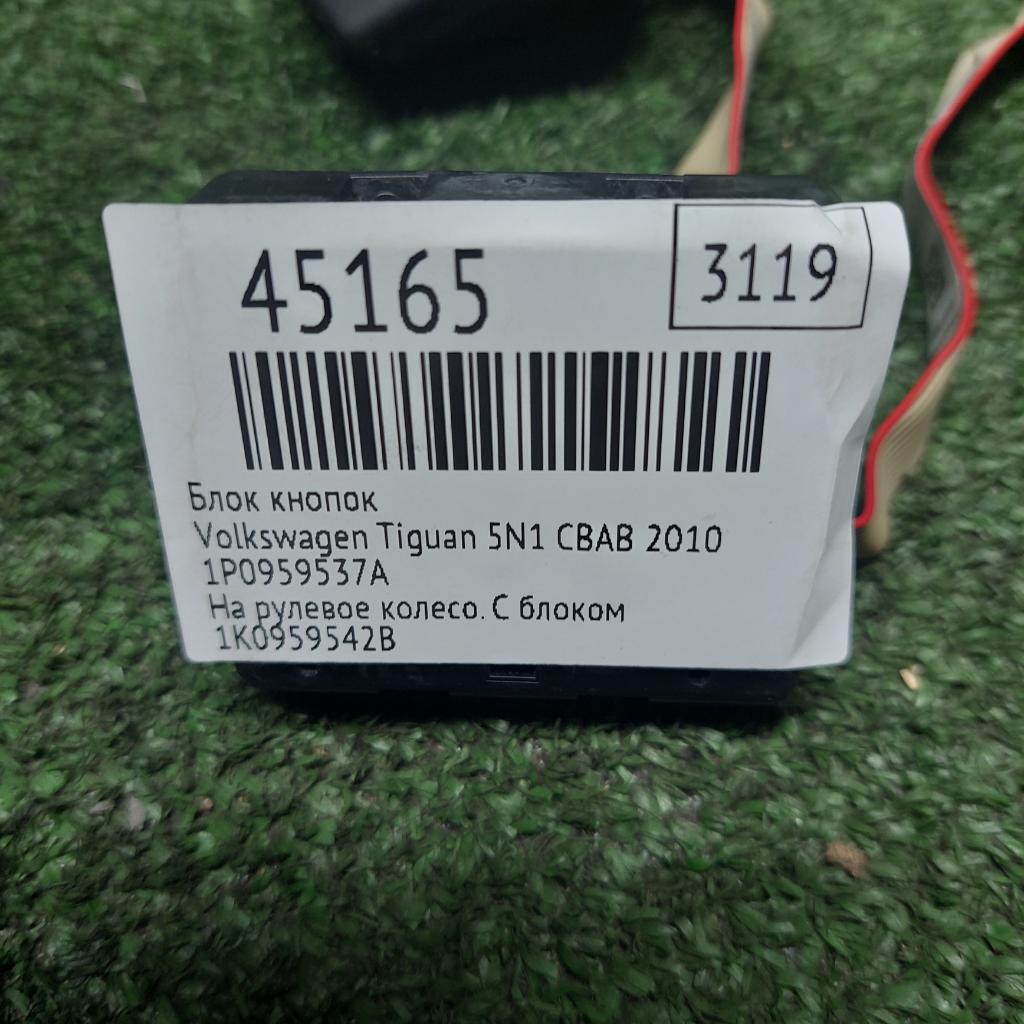 45165
3119
Блок кнопок
Volkswagen Tiguan 5N1 CBAB 2010
1P0959537A
На рулевое колесо. С блоком
1K0959542B